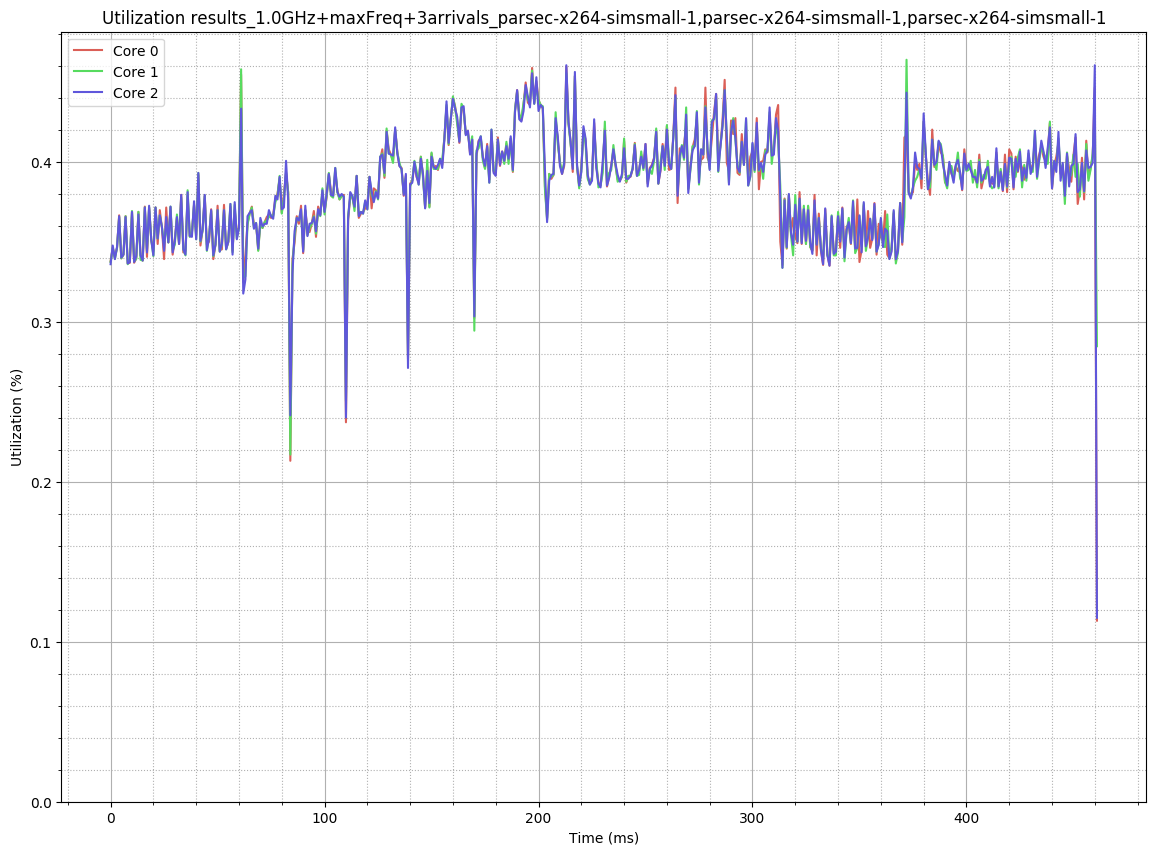 Utilization results_1.0GHz+maxFreq+3arrivals_parsec-x264-simsmall-1,parsec-x264-simsmall-1,parsec-x264-simsmall-1
Core 0
Core 1
Core 2
0.4
0.3
0.2
0.1
0.0
Utilization (%)
0 100 200 300 400
Time (ms)